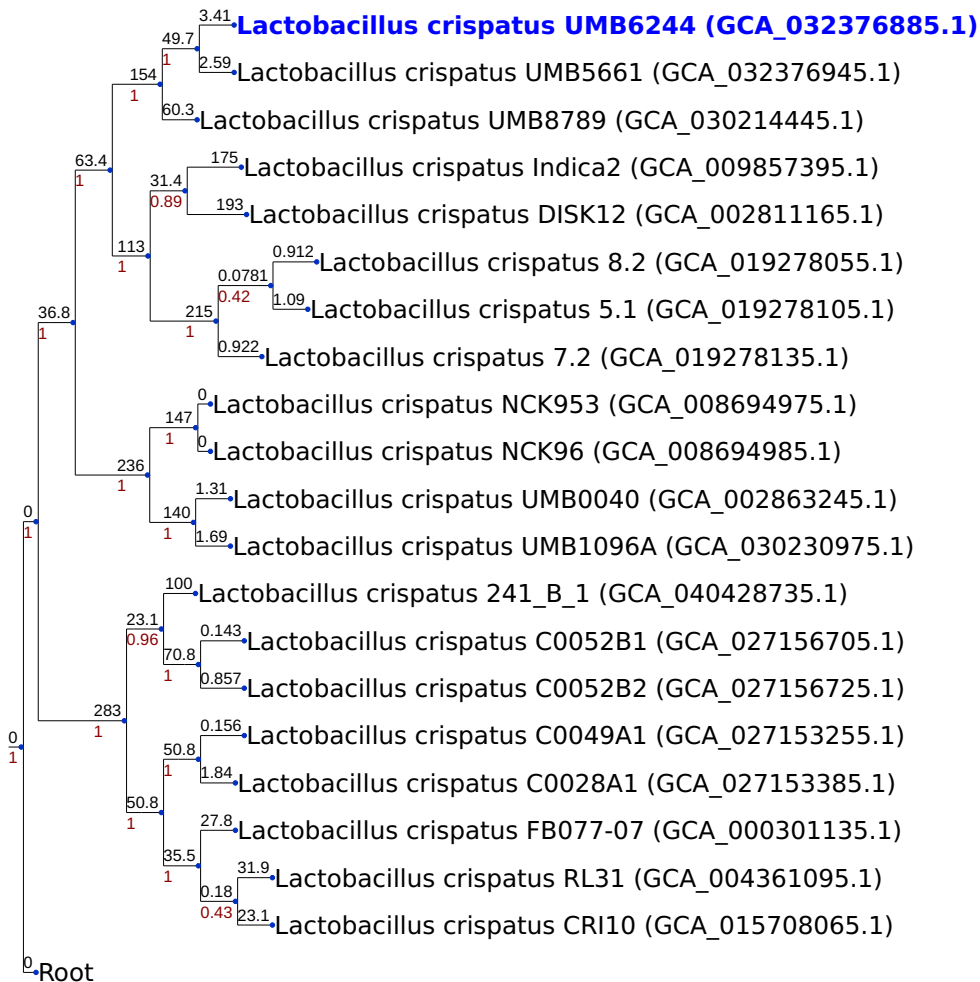 3.41
Lactobacillus crispatus UMB6244 (GCA_032376885.1)
49.7
1
2.59
Lactobacillus crispatus UMB5661 (GCA_032376945.1)
154
1
60.3
Lactobacillus crispatus UMB8789 (GCA_030214445.1)
63.4
1
175
Lactobacillus crispatus Indica2 (GCA_009857395.1)
31.4
0.89
193
Lactobacillus crispatus DISK12 (GCA_002811165.1)
113
1
0.912
Lactobacillus crispatus 8.2 (GCA_019278055.1)
0.0781
0.42
1.09
Lactobacillus crispatus 5.1 (GCA_019278105.1)
215
1
0.922
Lactobacillus crispatus 7.2 (GCA_019278135.1)
36.8
1
0
Lactobacillus crispatus NCK953 (GCA_008694975.1)
147
1
0
Lactobacillus crispatus NCK96 (GCA_008694985.1)
236
1
1.31
Lactobacillus crispatus UMB0040 (GCA_002863245.1)
140
1
1.69
Lactobacillus crispatus UMB1096A (GCA_030230975.1)
0
1
100
Lactobacillus crispatus 241_B_1 (GCA_040428735.1)
23.1
0.96
0.143
Lactobacillus crispatus C0052B1 (GCA_027156705.1)
70.8
1
0.857
Lactobacillus crispatus C0052B2 (GCA_027156725.1)
283
1
0.156
Lactobacillus crispatus C0049A1 (GCA_027153255.1)
50.8
1
1.84
Lactobacillus crispatus C0028A1 (GCA_027153385.1)
0
1
50.8
1
27.8
Lactobacillus crispatus FB077-07 (GCA_000301135.1)
35.5
1
31.9
Lactobacillus crispatus RL31 (GCA_004361095.1)
0.18
0.43
23.1
Lactobacillus crispatus CRI10 (GCA_015708065.1)
0
Root